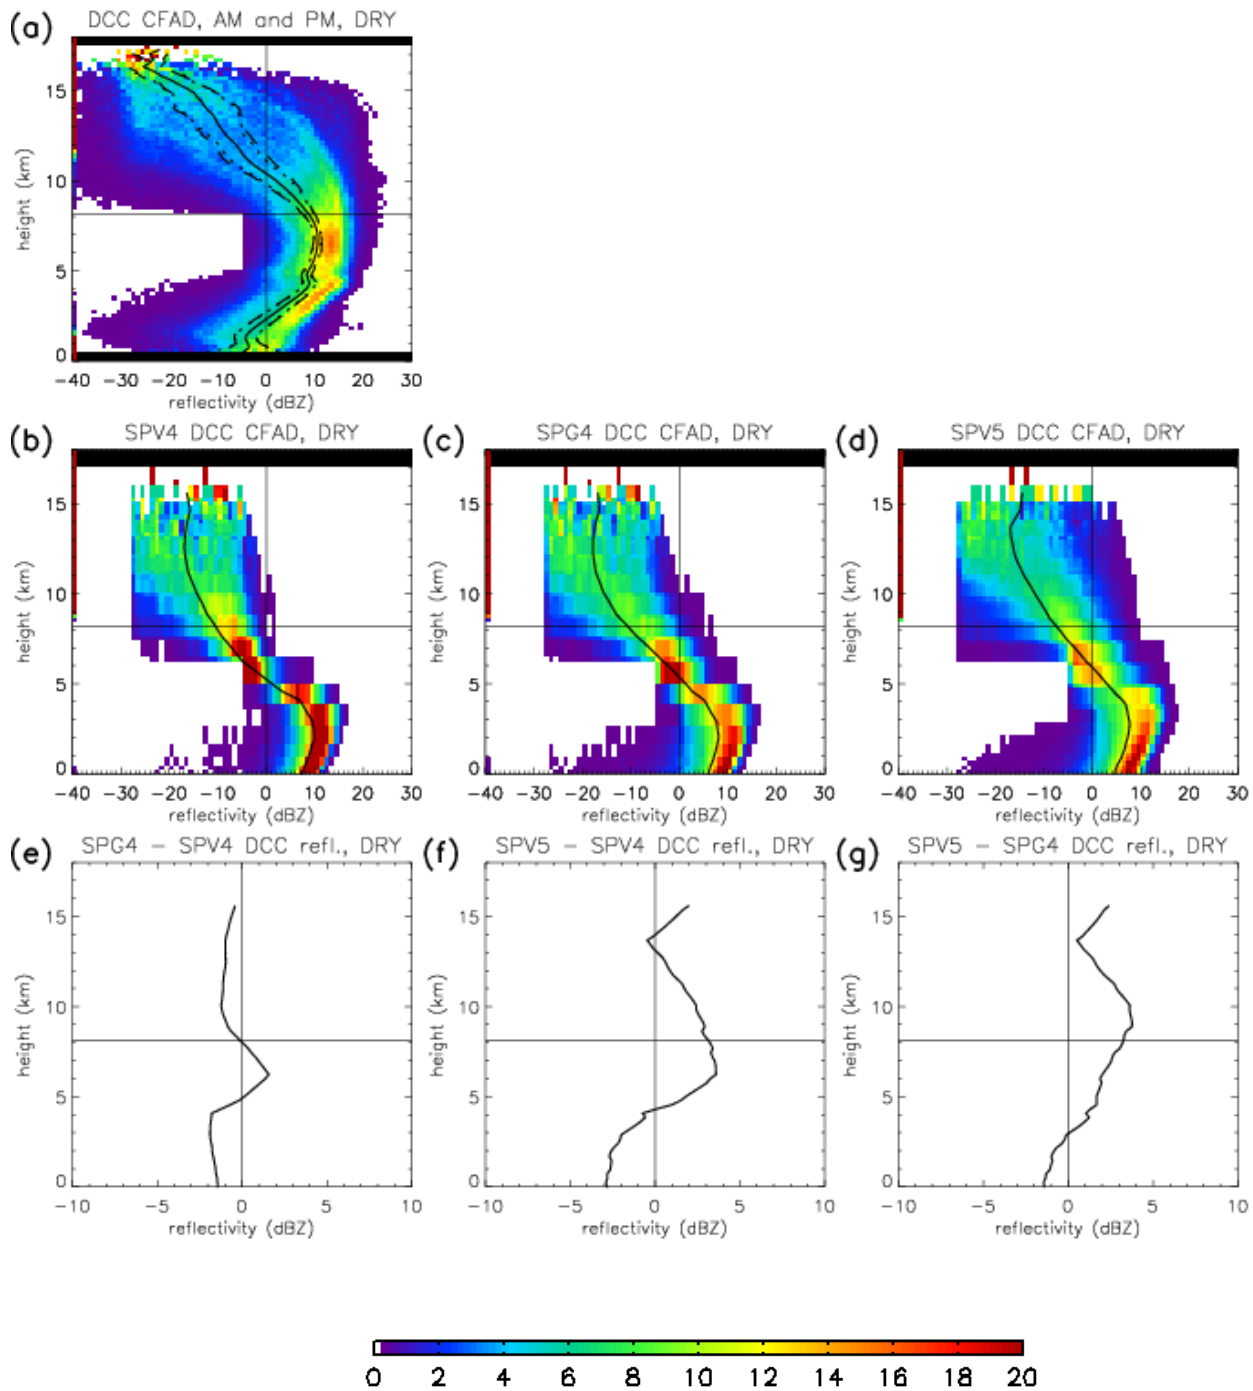 (a) DCC CFAD, AM and PM, DRY
height (km)
15
10
5
0
-40 -30 -20 -10 0 10 20 30
reflectivity (dBZ)
(b) SPV4 DCC CFAD, DRY
height (km)
15
10
5
0
-40 -30 -20 -10 0 10 20 30
reflectivity (dBZ)
(c) SPG4 DCC CFAD, DRY
height (km)
15
10
5
0
-40 -30 -20 -10 0 10 20 30
reflectivity (dBZ)
(d) SPV5 DCC CFAD, DRY
height (km)
15
10
5
0
-40 -30 -20 -10 0 10 20 30
reflectivity (dBZ)
(e) SPG4 - SPV4 DCC refl., DRY
height (km)
15
10
5
0
-10 -5 0 5 10
reflectivity (dBZ)
(f) SPV5 - SPV4 DCC refl., DRY
height (km)
15
10
5
0
-10 -5 0 5 10
reflectivity (dBZ)
(g) SPV5 - SPG4 DCC refl., DRY
height (km)
15
10
5
0
-10 -5 0 5 10
reflectivity (dBZ)
0 2 4 6 8 10 12 14 16 18 20